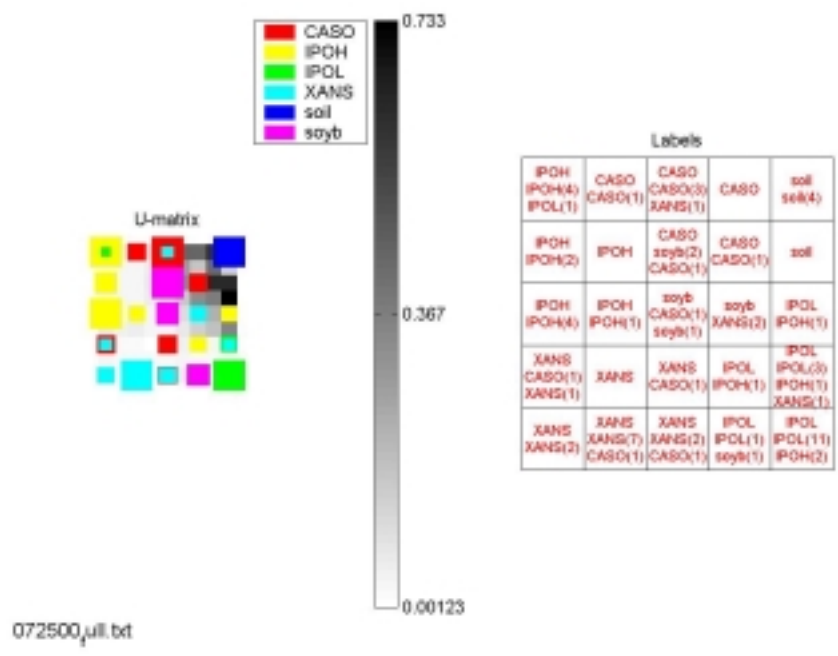 0.733
CASO
IPOH
IPOL
XANS
soil
soyb
U-matrix
0.367
0.00123
Labels
IPOH
IPOH(4)
IPOL(1)
CASO
CASO(1)
CASO
CASO(3)
XANS(1)
CASO
soil
soil(4)
IPOH
IPOH(2)
IPOH
CASO
soyb(2)
CASO(1)
CASO
CASO(1)
soil
IPOH
IPOH(4)
IPOH
IPOH(1)
soyb
CASO(1)
soyb(1)
soyb
XANS(2)
IPOL
IPOH(1)
XANS
CASO(1)
XANS(1)
XANS
XANS
CASO(1)
IPOL
IPOH(1)
IPOL
IPOL(3)
IPOH(1)
XANS(1)
XANS
XANS(2)
XANS
XANS(7)
CASO(1)
XANS
XANS(2)
CASO(1)
IPOL
IPOL(1)
soyb(1)
IPOL
IPOL(11)
IPOH(2)
072500full.txt